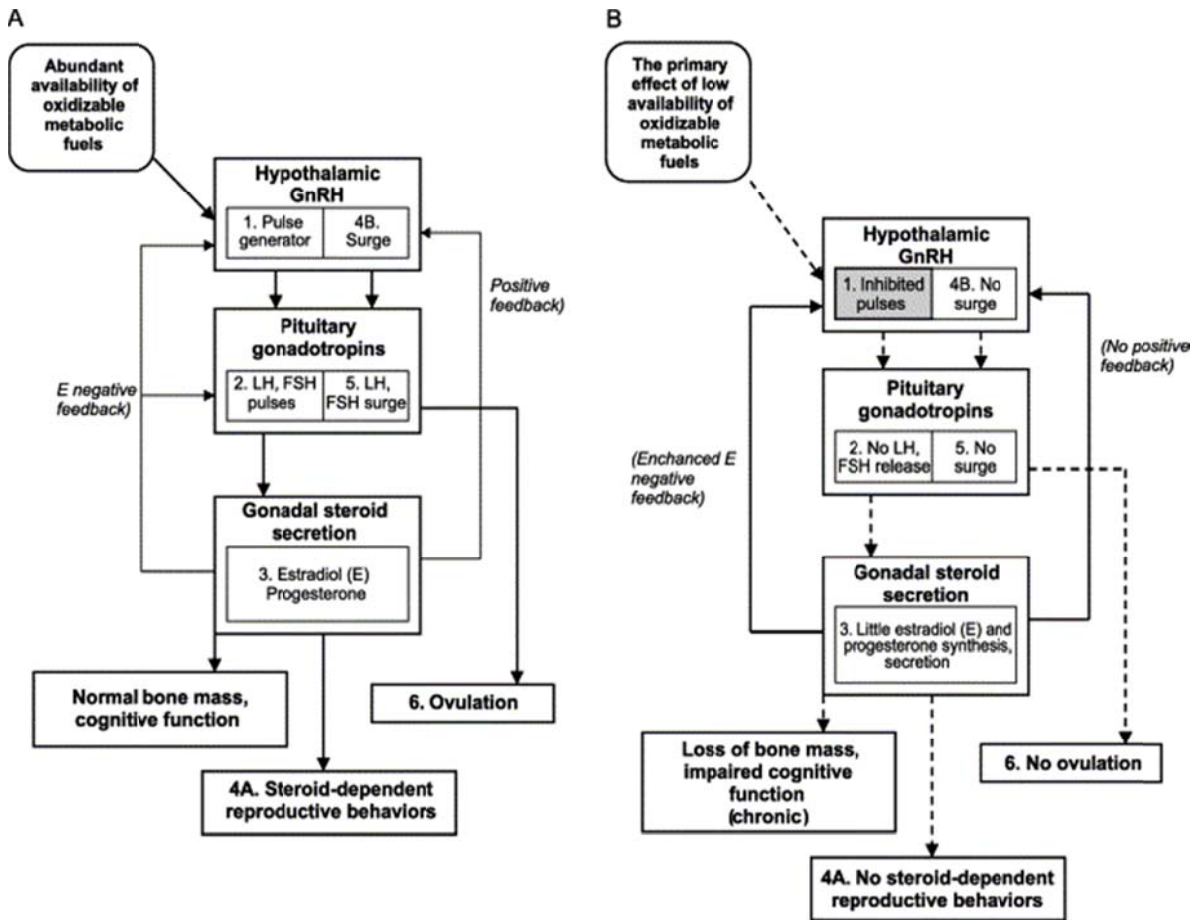 A
Abundant
availability of
oxidizable
metabolic
fuels
Hypothalamic
GnRH
1. Pulse
generator
4B.
Surge
Positive
feedback)
Pituitary
gonadotropins
2. LH, FSH
pulses
5. LH,
FSH surge
E negative
feedback)
Gonadal steroid
secretion
3. Estradiol (E)
Progesterone
Normal bone mass,
cognitive function
6. Ovulation
4A. Steroid-dependent
reproductive behaviors
B
The primary
effect of low
availability of
oxidizable
metabolic
fuels
Hypothalamic
GnRH
1. Inhibited
pulses
4B. No
surge
(No positive
feedback)
Pituitary
gonadotropins
2. No LH,
FSH release
5. No
surge
(Enchanced E
negative
feedback)
Gonadal steroid
secretion
3. Little estradiol (E) and
progesterone synthesis,
secretion
Loss of bone mass,
impaired cognitive
function
(chronic)
6. No ovulation
4A. No steroid-dependent
reproductive behaviors